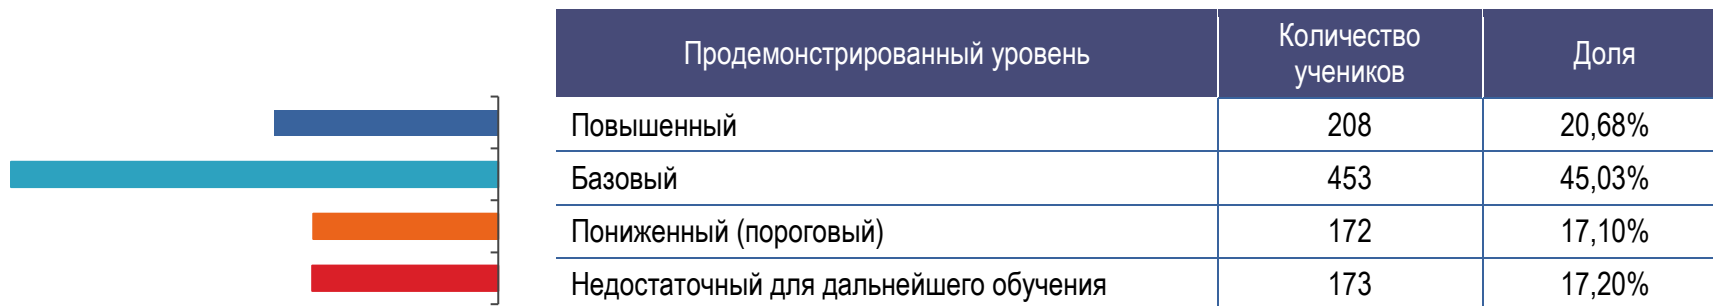 Продемонстрированный уровень
Количество
учеников
Доля
Повышенный 208 20,68%
Базовый 453 45,03%
Пониженный (пороговый) 172 17,10%
Недостаточный для дальнейшего обучения 173 17,20%